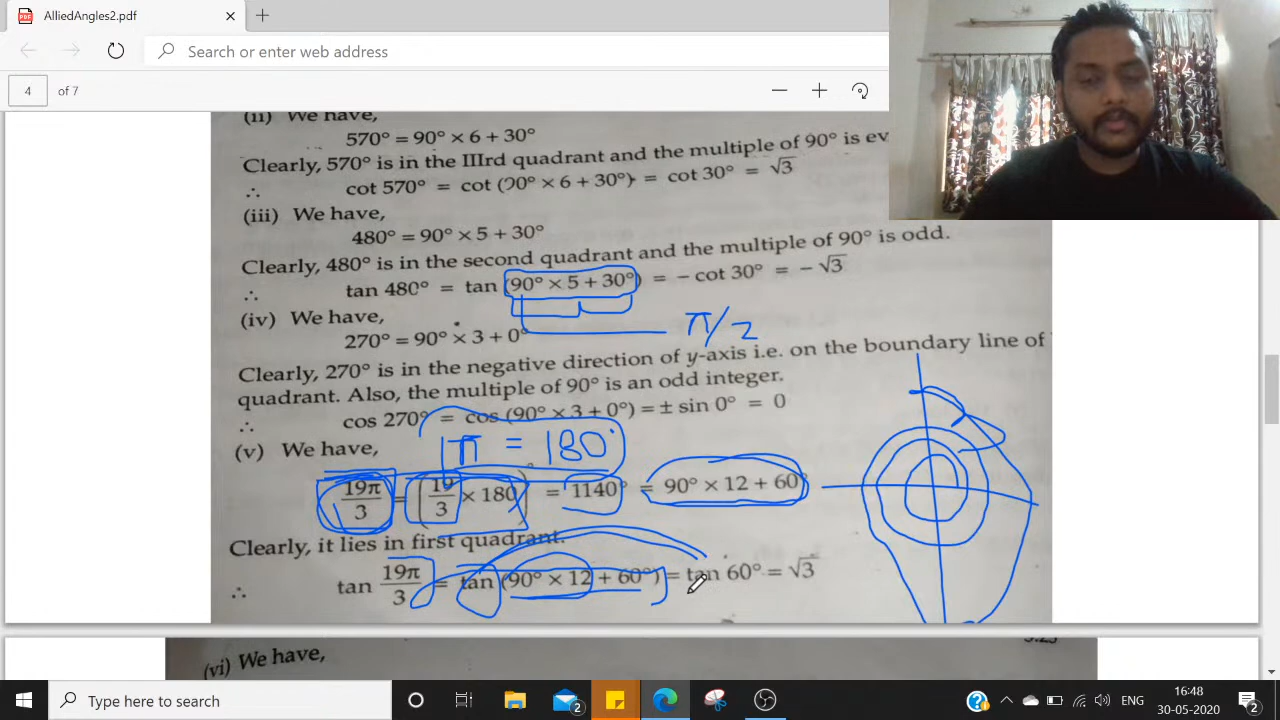 AlliedAngles2.pdf
Search or enter web address
4 of 7
(ii) We have,
570° = 90° × 6 + 30°
Clearly, 570° is in the IIIrd quadrant and the multiple of 90° is ev
∴ cot 570° = cot (90° × 6 + 30°) = cot 30° = √3
(iii) We have,
480° = 90° × 5 + 30°
Clearly, 480° is in the second quadrant and the multiple of 90° is odd.
∴ tan 480° = tan (90° × 5 + 30°) = − cot 30° = − √3
(iv) We have,
π/2
270° = 90° × 3 + 0°
Clearly, 270° is in the negative direction of y-axis i.e. on the boundary line of
quadrant. Also, the multiple of 90° is an odd integer.
∴ cos 270° = cos (90° × 3 + 0°) = ± sin 0° = 0
(v) We have,
π = 180°
19π/3 = (19/3 × 180) = 1140° = 90° × 12 + 60°
Clearly, it lies in first quadrant.
∴ tan 19π/3 = tan (90° × 12 + 60°) = tan 60° = √3
(vi) We have,
Type here to search
2
ENG
16:48
30-05-2020
2